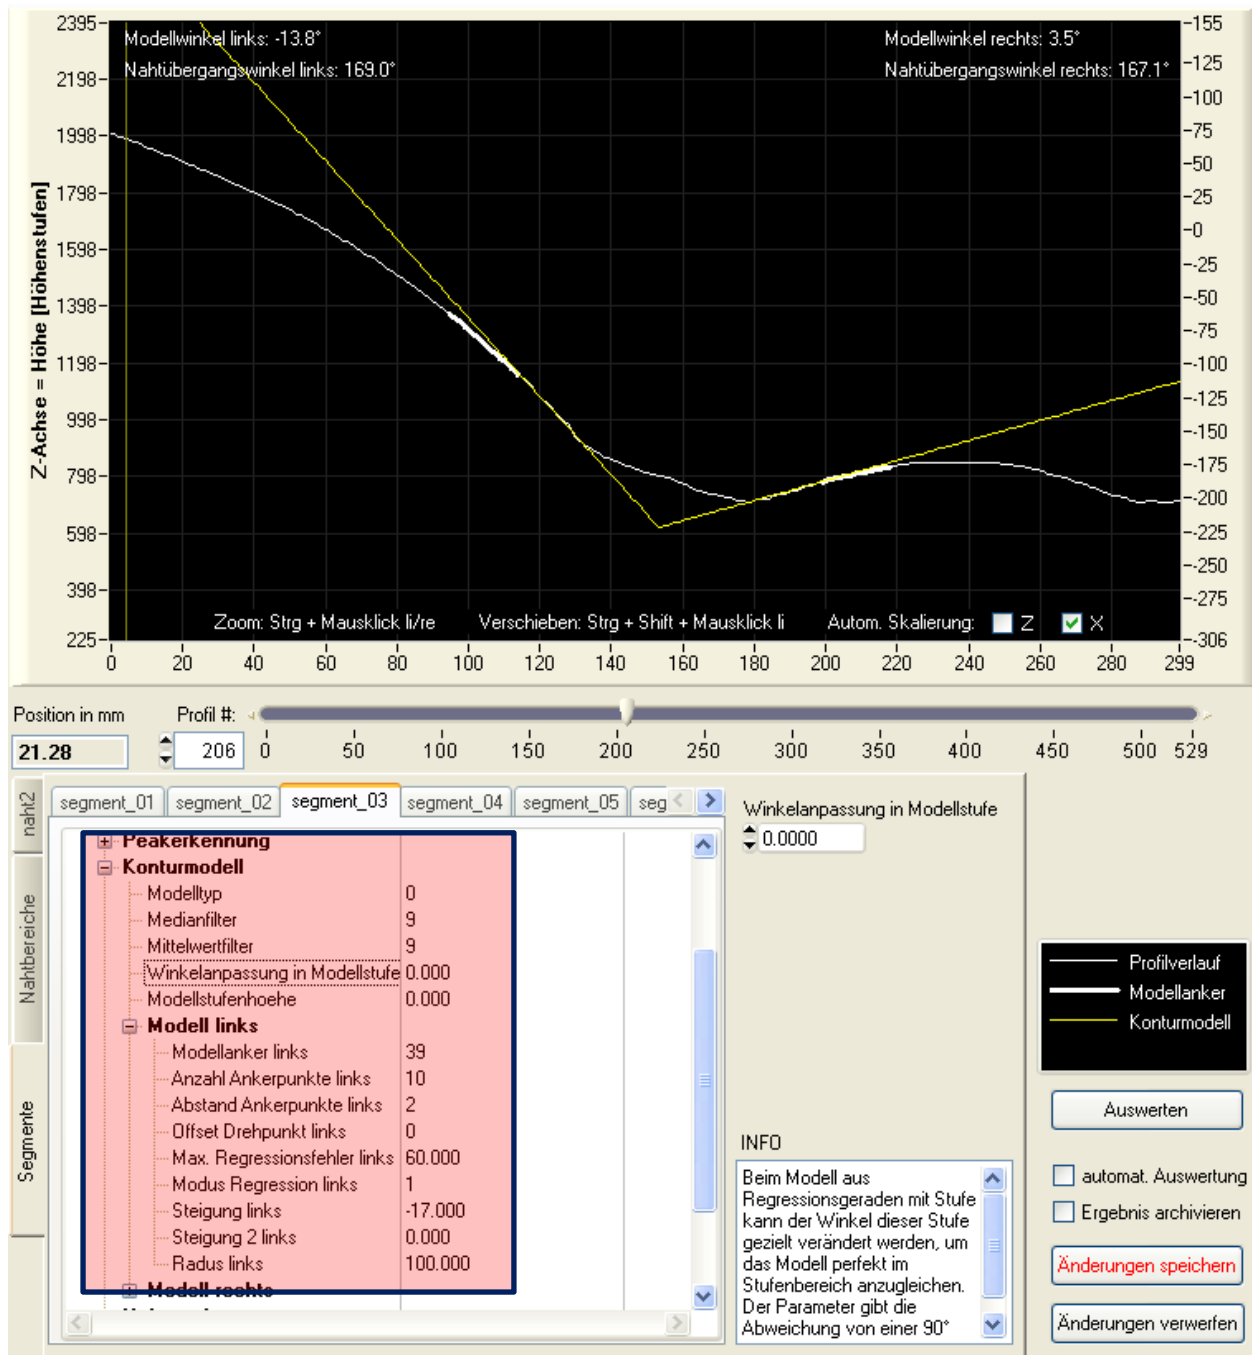 Modellwinkel links: -13.8°
Modellwinkel rechts: 3.5°
Nahtübergangswinkel links: 169.0°
Nahtübergangswinkel rechts: 167.1°
Z-Achse = Höhe [Höhenstufen]
2395
2198
1998
1798
1598
1398
1198
998
798
598
398
225
-155
-125
-100
-75
-50
-25
-0
--25
--50
--75
--100
--125
--150
--175
--200
--225
--250
--275
--306
Zoom: Strg + Mausklick li/re Verschieben: Strg + Shift + Mausklick li Autom. Skalierung: Z X
0 20 40 60 80 100 120 140 160 180 200 220 240 260 280 299
Position in mm
21.28
Profil #:
206
0 50 100 150 200 250 300 350 400 450 500 529
naht2
Nahtbereiche
Segmente
segment_01 segment_02 segment_03 segment_04 segment_05 seg
Peakerkennung
Konturmodell
Modelltyp 0
Medianfilter 9
Mittelwertfilter 9
Winkelanpassung in Modellstufe 0.000
Modellstufenhoehe 0.000
Modell links
Modellanker links 39
Anzahl Ankerpunkte links 10
Abstand Ankerpunkte links 2
Offset Drehpunkt links 0
Max. Regressionsfehler links 60.000
Modus Regression links 1
Steigung links -17.000
Steigung 2 links 0.000
Radus links 100.000
Modell rechts
Winkelanpassung in Modellstufe
0.0000
INFO
Beim Modell aus
Regressionsgeraden mit Stufe
kann der Winkel dieser Stufe
gezielt verändert werden, um
das Modell perfekt im
Stufenbereich anzugleichen.
Der Parameter gibt die
Abweichung von einer 90°
Profilverlauf
Modellanker
Konturmodell
Auswerten
automat. Auswertung
Ergebnis archivieren
Änderungen speichern
Änderungen verwerfen